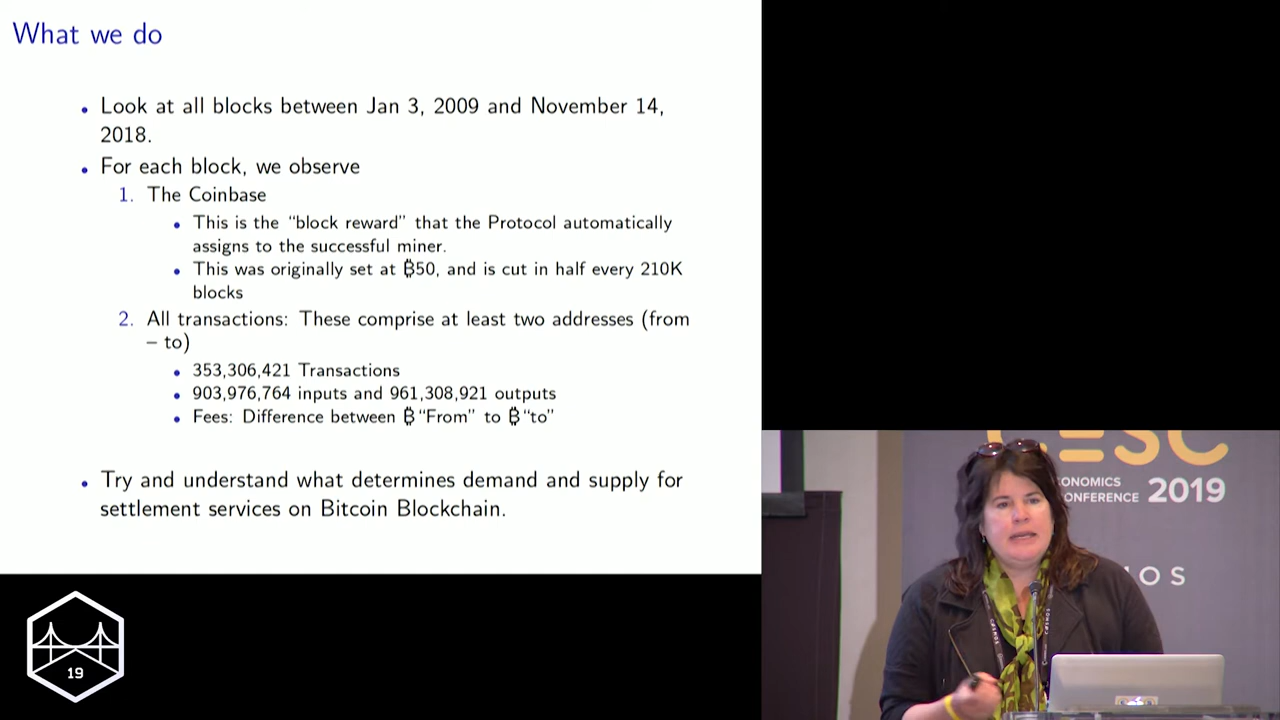 What we do
• Look at all blocks between Jan 3, 2009 and November 14,
2018.
• For each block, we observe
1. The Coinbase
• This is the “block reward” that the Protocol automatically
assigns to the successful miner.
• This was originally set at ₿50, and is cut in half every 210K
blocks
2. All transactions: These comprise at least two addresses (from
– to)
• 353,306,421 Transactions
• 903,976,764 inputs and 961,308,921 outputs
• Fees: Difference between ₿“From” to ₿“to”
• Try and understand what determines demand and supply for
settlement services on Bitcoin Blockchain.
19
CESC
ONOMICS
ONFERENCE 2019
OS
COSMOS